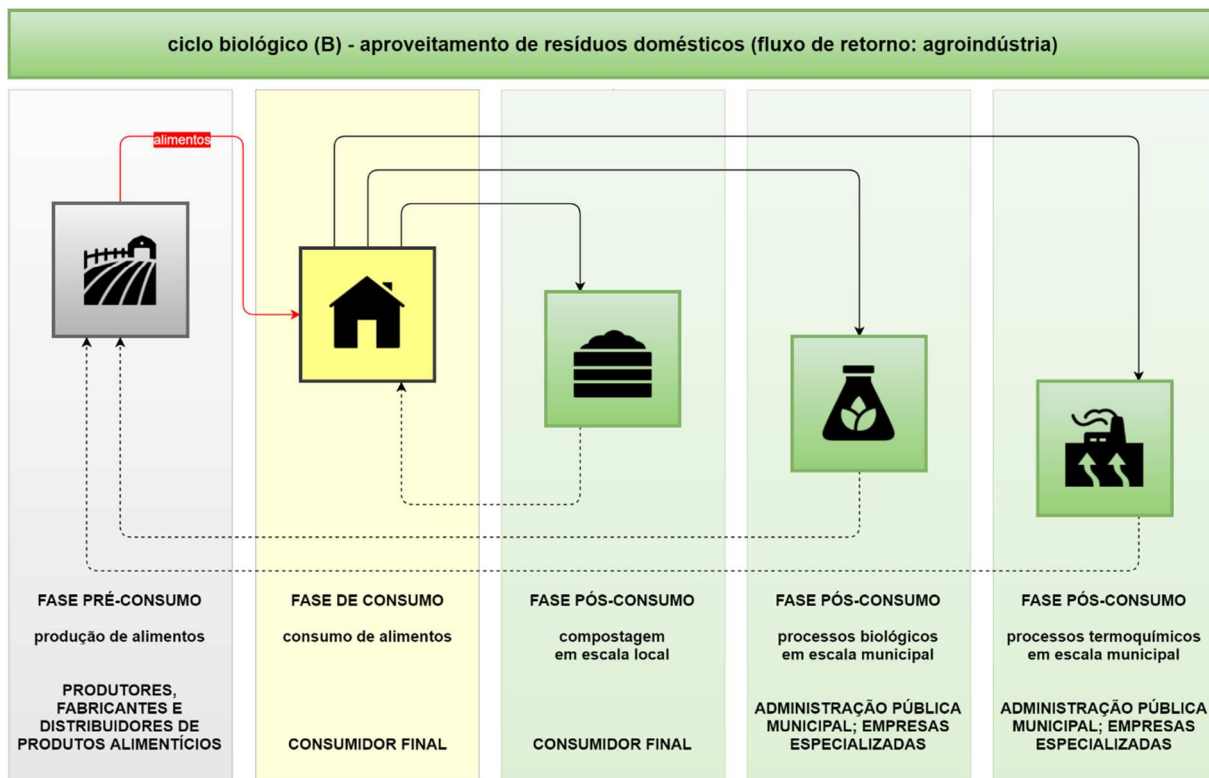 ciclo biológico (B) - aproveitamento de resíduos domésticos (fluxo de retorno: agroindústria)
alimentos
FASE PRÉ-CONSUMO
produção de alimentos
PRODUTORES,
FABRICANTES E
DISTRIBUIDORES DE
PRODUTOS ALIMENTÍCIOS
FASE DE CONSUMO
consumo de alimentos
CONSUMIDOR FINAL
FASE PÓS-CONSUMO
compostagem
em escala local
CONSUMIDOR FINAL
FASE PÓS-CONSUMO
processos biológicos
em escala municipal
ADMINISTRAÇÃO PÚBLICA
MUNICIPAL; EMPRESAS
ESPECIALIZADAS
FASE PÓS-CONSUMO
processos termoquímicos
em escala municipal
ADMINISTRAÇÃO PÚBLICA
MUNICIPAL; EMPRESAS
ESPECIALIZADAS